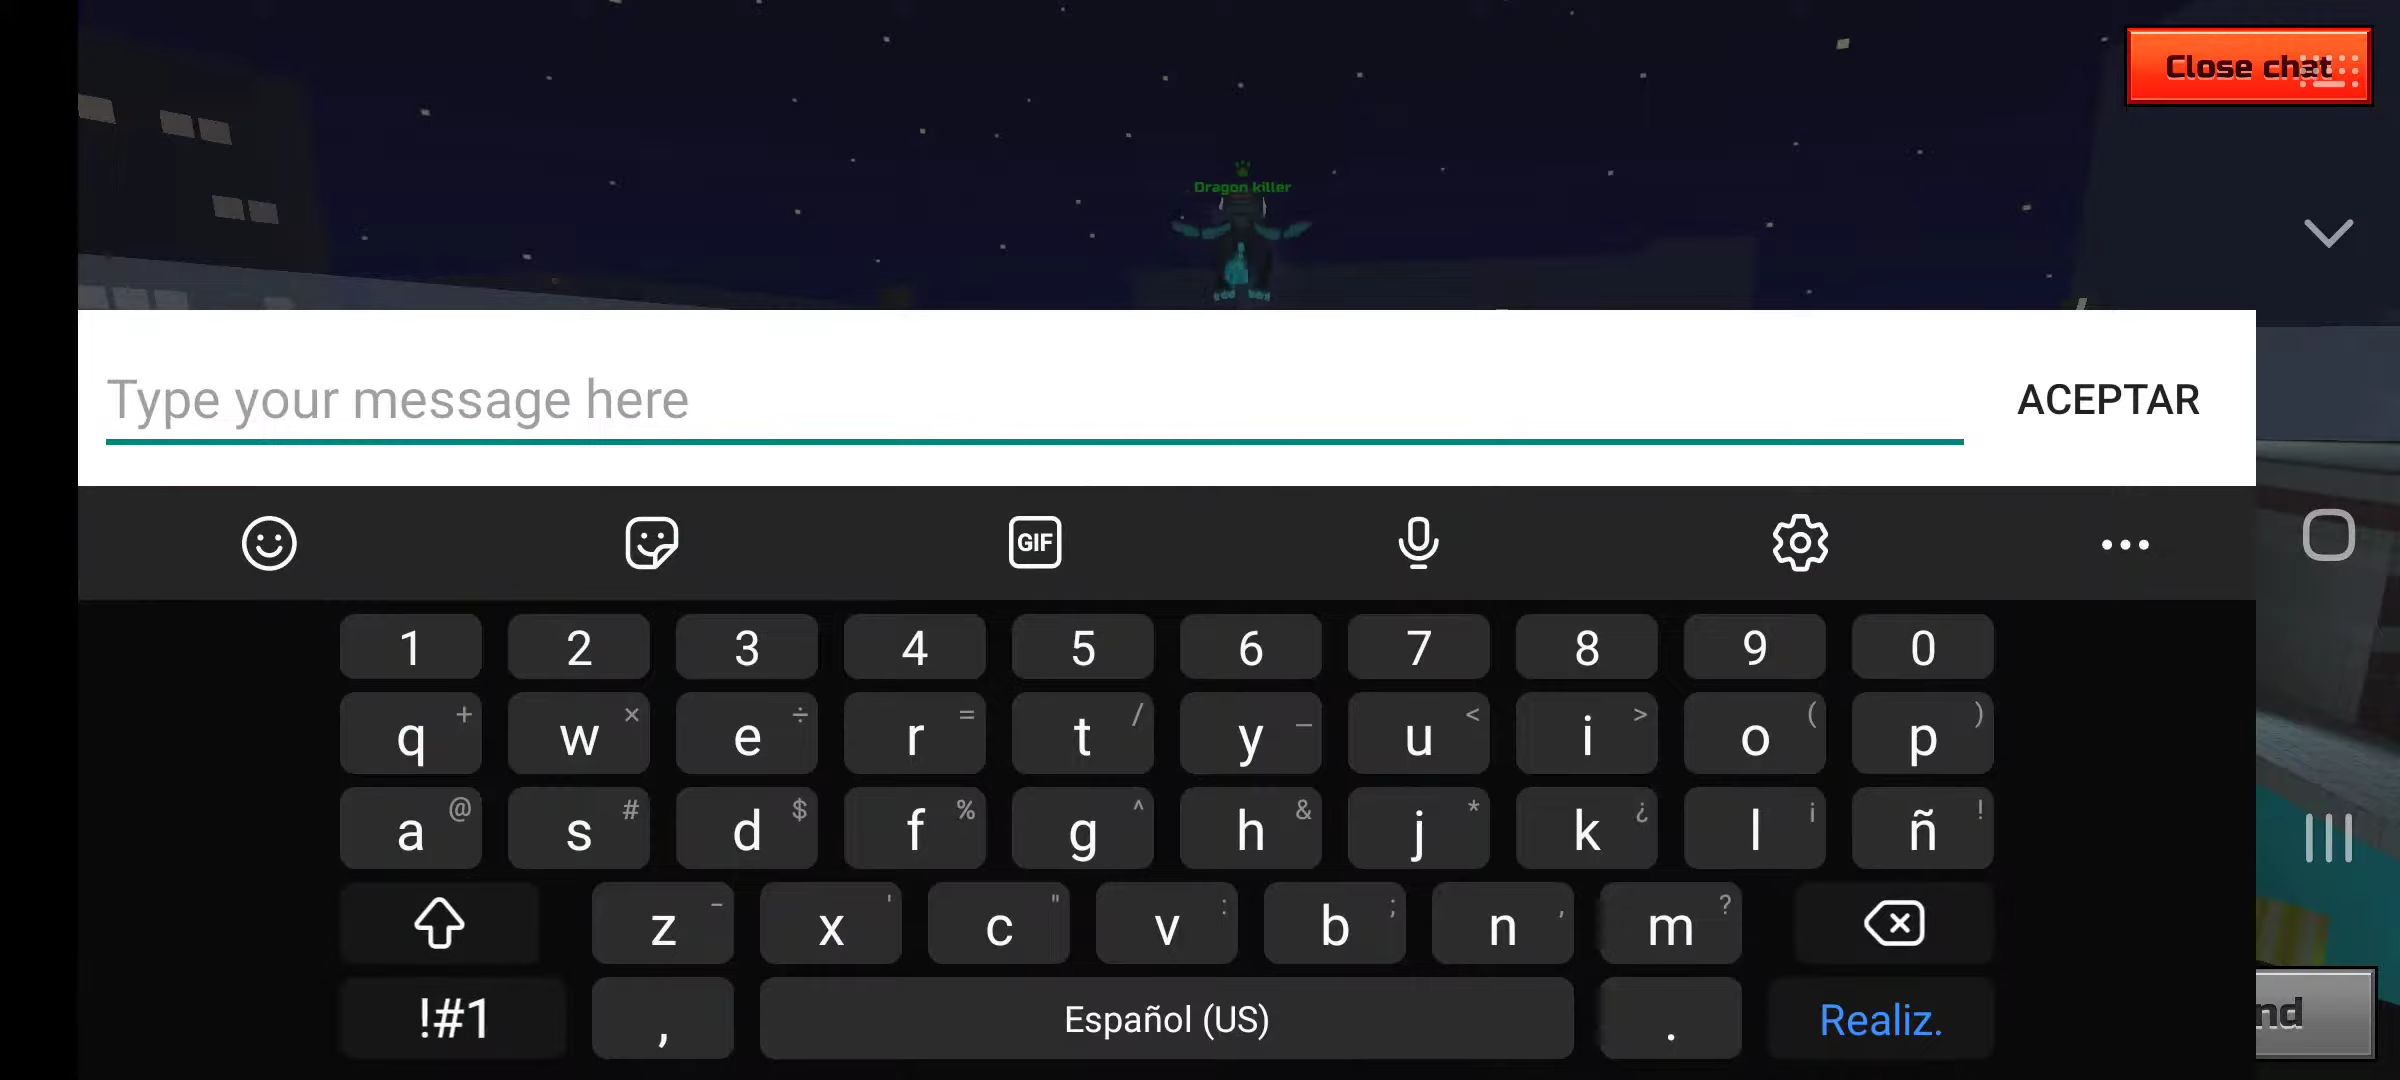 Close chat
Dragon killer
Type your message here
ACEPTAR
GIF
1 2 3 4 5 6 7 8 9 0
q + w × e ÷ r = t / y _ u < i > o ( p )
a @ s # d $ f % g ^ h & j * k ¿ l ¡ ñ !
z - x ' c " v : b ; n , m ?
!#1 , Español (US) . Realiz.
nd